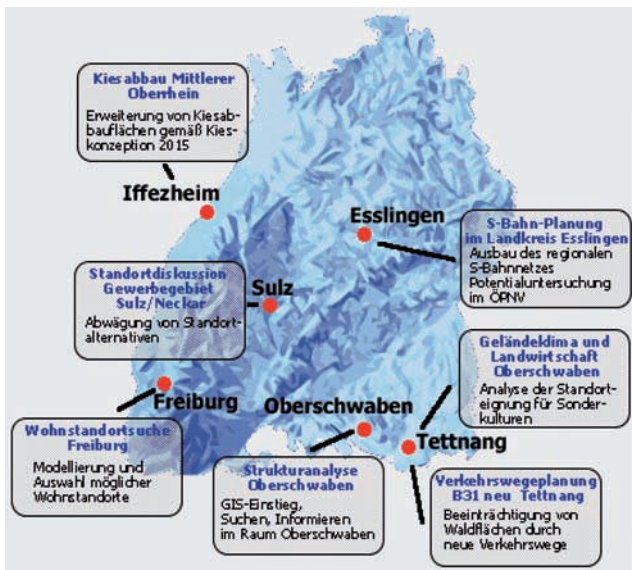 Kiesabbau Mittlerer
Oberrhein
Erweiterung von Kiesab-
bauflächen gemäß Kies-
konzeption 2015
Iffezheim
Esslingen
S-Bahn-Planung
im Landkreis Esslingen
Ausbau des regionalen
S-Bahnnetzes
Potentialuntersuchung
im ÖPNV
Standortdiskussion
Gewerbegebiet
Sulz/Neckar
Abwägung von Standort-
alternativen
Sulz
Geländeklima und
Landwirtschaft
Oberschwaben
Analyse der Standort-
eignung für Sonder-
kulturen
Freiburg
Oberschwaben
Tettnang
Wohnstandortsuche
Freiburg
Modellierung und
Auswahl möglicher
Wohnstandorte
Strukturanalyse
Oberschwaben
GIS-Einstieg,
Suchen, Informieren
im Raum Oberschwaben
Verkehrswegeplanung
B31 neu Tettnang
Beeinträchtigung von
Waldflächen durch
neue Verkehrswege